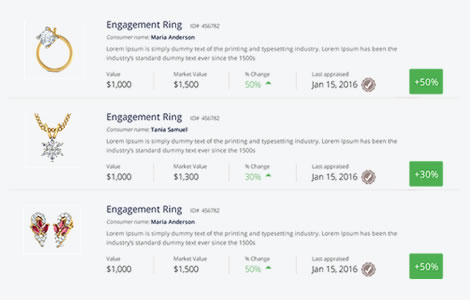 Engagement Ring ID# 456782
Consumer name: Maria Anderson
Lorem Ipsum is simply dummy text of the printing and typesetting industry. Lorem Ipsum has been the
industry's standard dummy text ever since the 1500s
Value Market Value % Change Last appraised
$1,000 $1,500 50% Jan 15, 2016 +50%
Engagement Ring ID# 456782
Consumer name: Tania Samuel
Lorem Ipsum is simply dummy text of the printing and typesetting industry. Lorem Ipsum has been the
industry's standard dummy text ever since the 1500s
Value Market Value % Change Last appraised
$1,000 $1,300 30% Jan 15, 2016 +30%
Engagement Ring ID# 456782
Consumer name: Maria Anderson
Lorem Ipsum is simply dummy text of the printing and typesetting industry. Lorem Ipsum has been the
industry's standard dummy text ever since the 1500s
Value Market Value % Change Last appraised
$1,000 $1,500 50% Jan 15, 2016 +50%